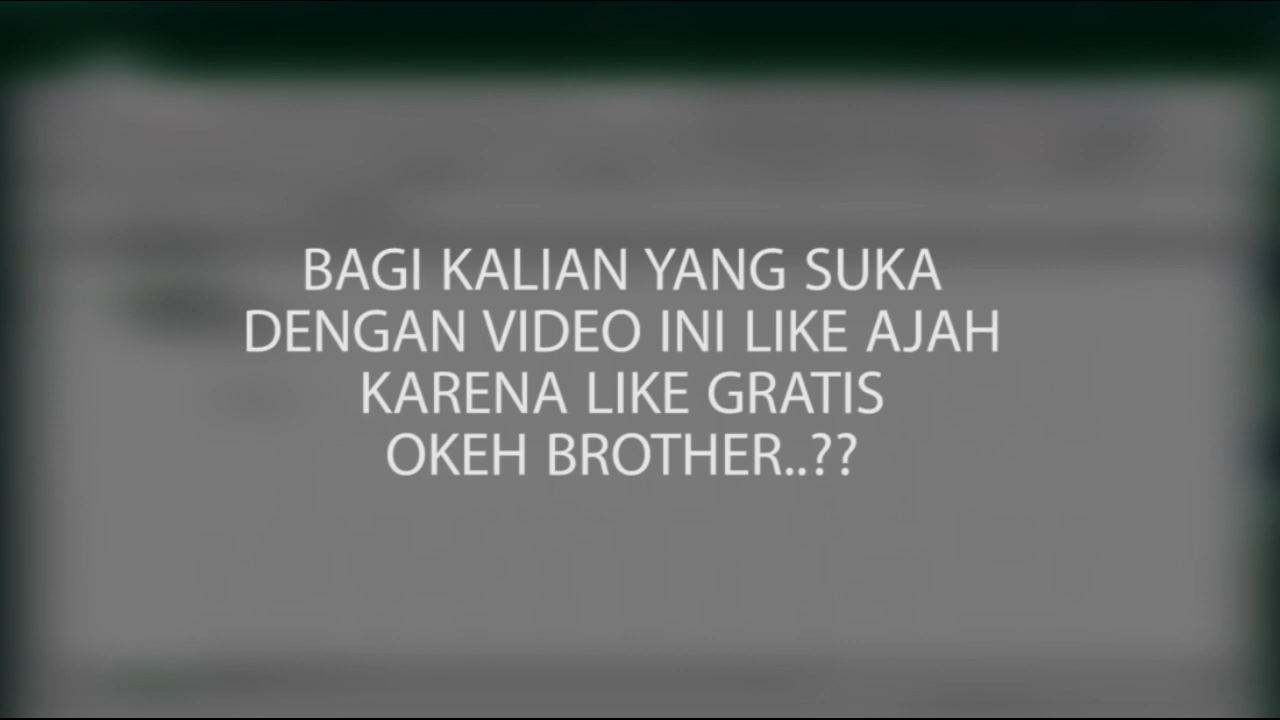 BAGI KALIAN YANG SUKA
DENGAN VIDEO INI LIKE AJAH
KARENA LIKE GRATIS
OKEH BROTHER..??